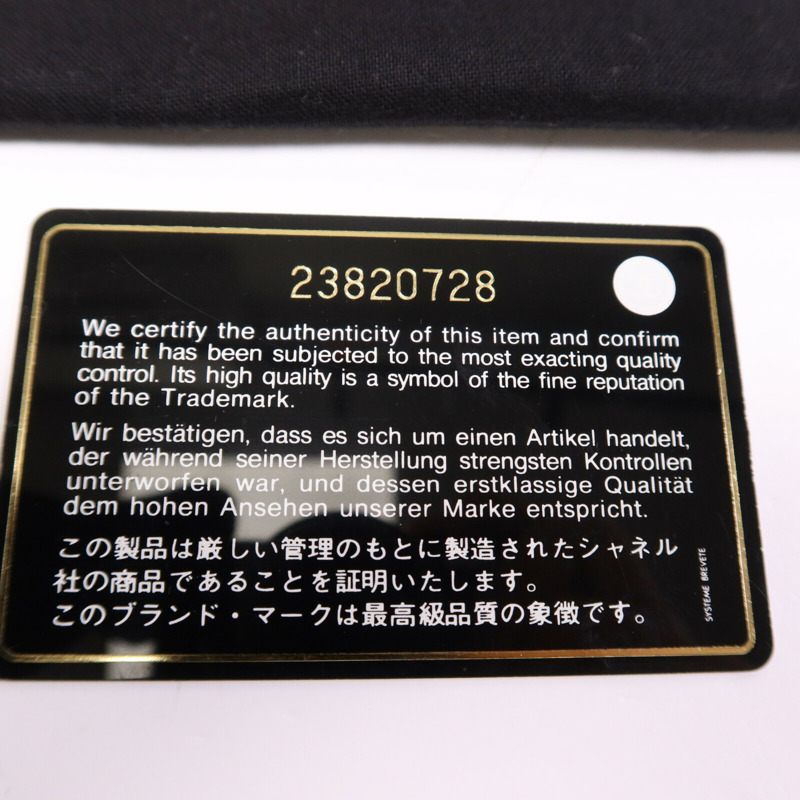 23820728
We certify the authenticity of this item and confirm
that it has been subjected to the most exacting quality
control. Its high quality is a symbol of the fine reputation
of the Trademark.
Wir bestätigen, dass es sich um einen Artikel handelt,
der während seiner Herstellung strengsten Kontrollen
unterworfen war, und dessen erstklassige Qualität
dem hohen Ansehen unserer Marke entspricht.
この製品は厳しい管理のもとに製造されたシャネル
社の商品であることを証明いたします。
このブランド・マークは最高級品質の象徴です。
SYSTEME BREVETE